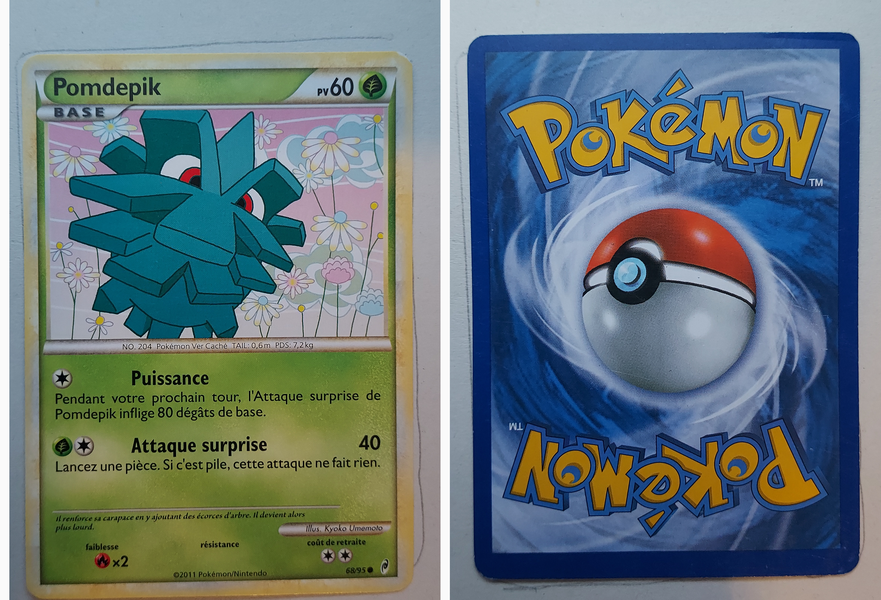 Pomdepik
PV 60
BASE
NO. 204 Pokémon Ver Caché TAIL: 0,6m PDS: 7,2kg
Puissance
Pendant votre prochain tour, l'Attaque surprise de
Pomdepik inflige 80 dégâts de base.
Attaque surprise 40
Lancez une pièce. Si c'est pile, cette attaque ne fait rien.
Il renforce sa carapace en y ajoutant des écorces d'arbre. Il devient alors
plus lourd.
Illus. Kyoko Umemoto
faiblesse résistance coût de retraite
x2
©2011 Pokémon/Nintendo
68/95
POKéMON
TM
POKéMON
TM